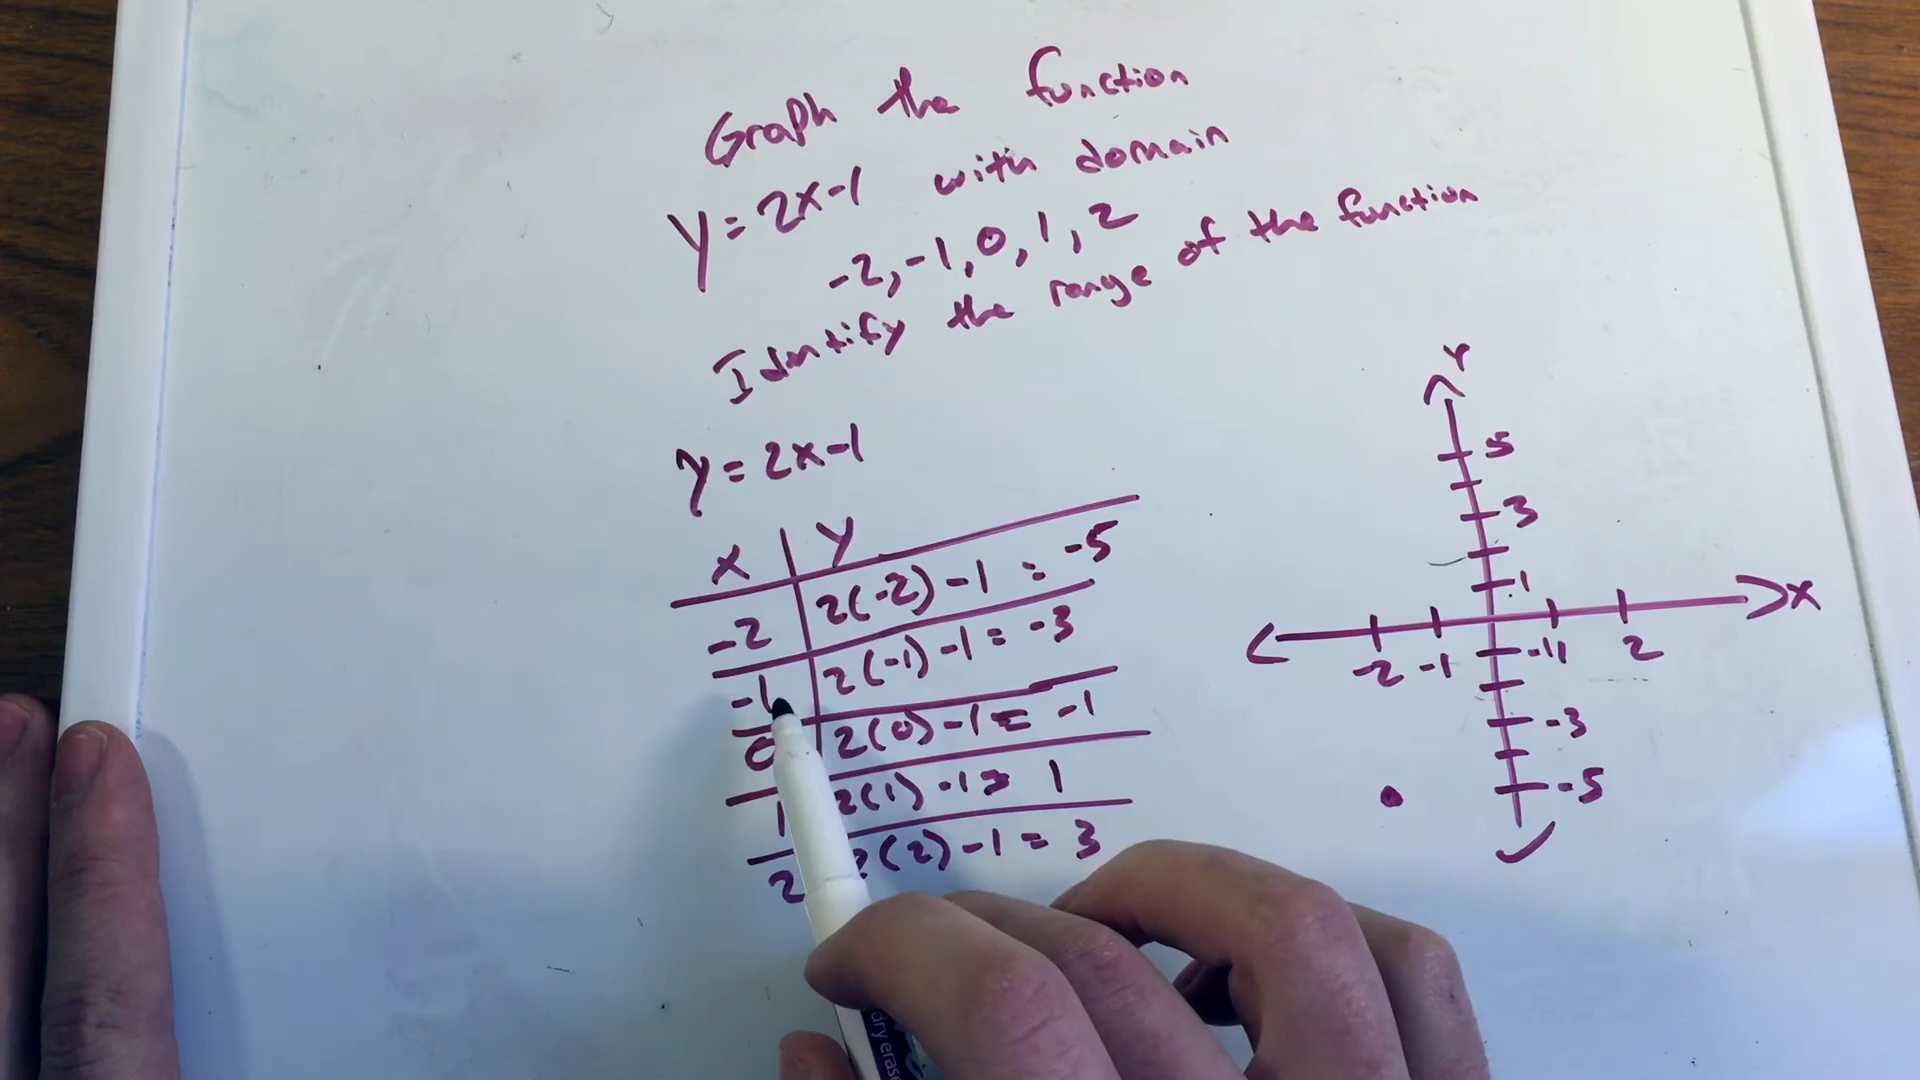 Graph the function
y = 2x-1 with domain
-2, -1, 0, 1, 2
Identify the range of the function
y = 2x-1
x y
-2 2(-2) -1 = -5
-1 2(-1) -1 = -3
0 2(0) -1 = -1
1 2(1) -1 = 1
2 2(2) -1 = 3
Y
5
3
1
X
-2 -1 -1 1 2
-3
-5
dry erase